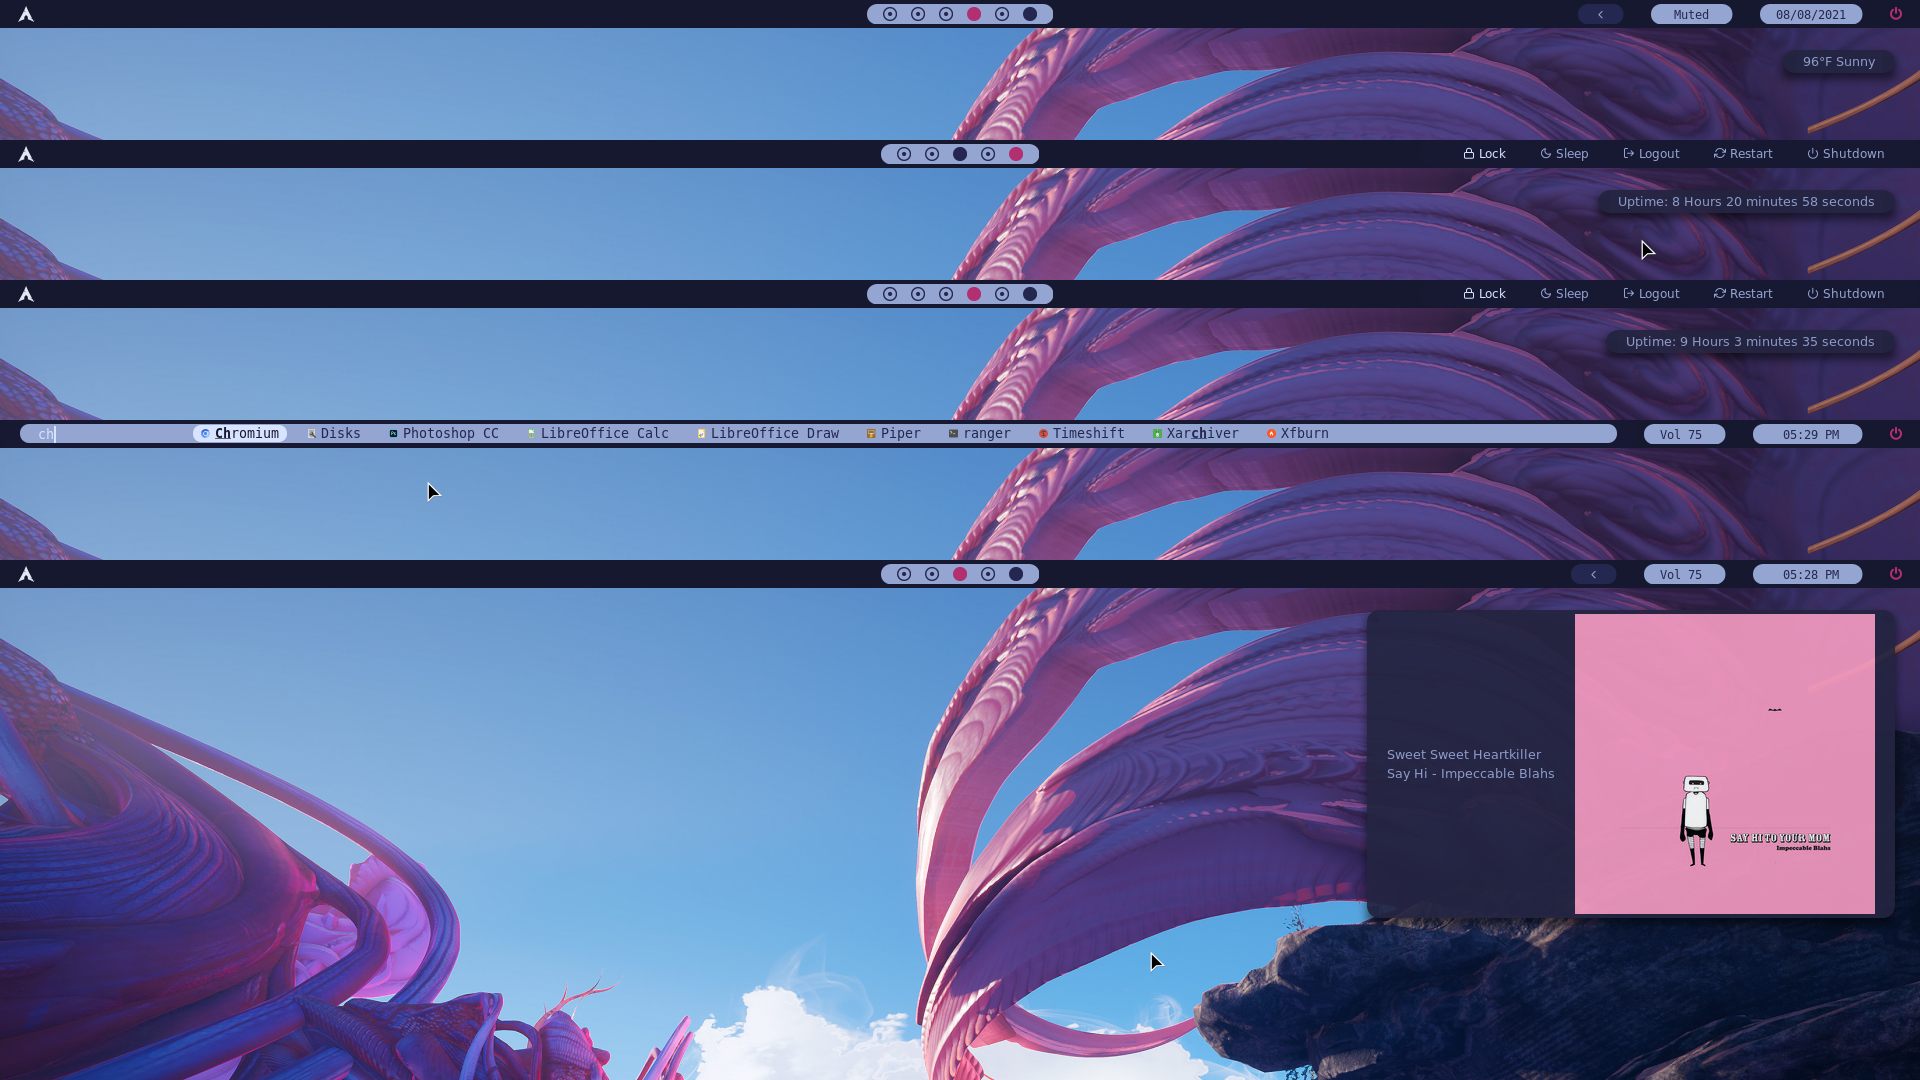 Muted 08/08/2021
96°F Sunny
Lock Sleep Logout Restart Shutdown
Uptime: 8 Hours 20 minutes 58 seconds
Lock Sleep Logout Restart Shutdown
Uptime: 9 Hours 3 minutes 35 seconds
ch Chromium Disks Photoshop CC LibreOffice Calc LibreOffice Draw Piper ranger Timeshift Xarchiver Xfburn Vol 75 05:29 PM
Vol 75 05:28 PM
Sweet Sweet Heartkiller
Say Hi - Impeccable Blahs
SAY HI TO YOUR MOM
Impeccable Blahs